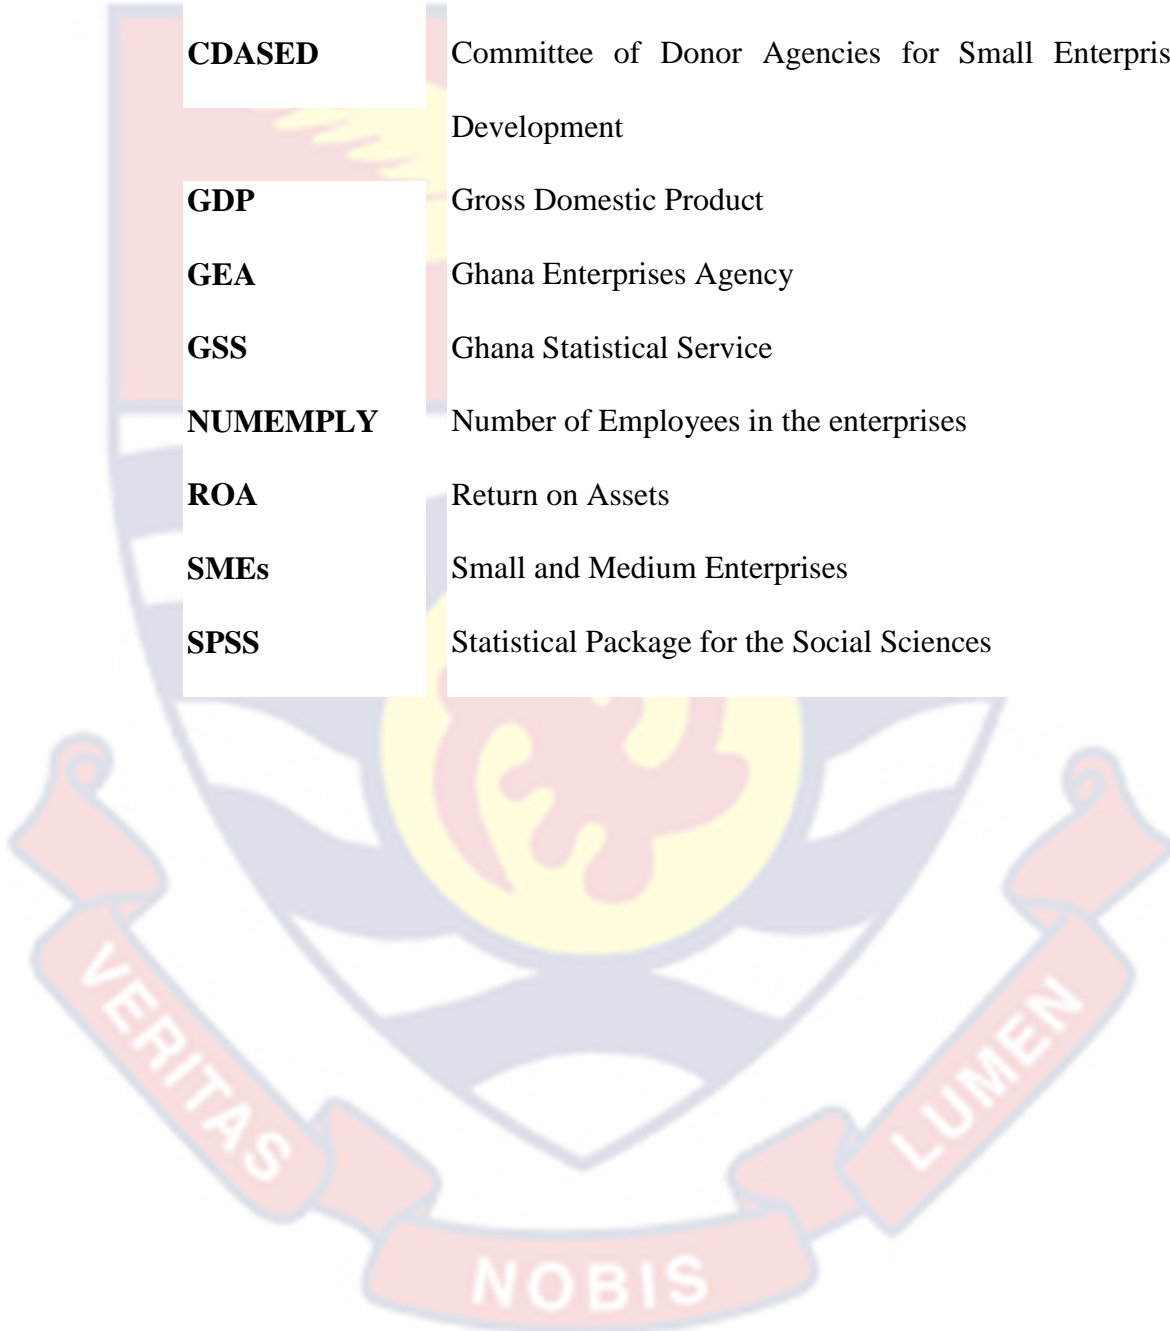 CDASED Committee of Donor Agencies for Small Enterpris
Development
GDP Gross Domestic Product
GEA Ghana Enterprises Agency
GSS Ghana Statistical Service
NUMEMPLY Number of Employees in the enterprises
ROA Return on Assets
SMEs Small and Medium Enterprises
SPSS Statistical Package for the Social Sciences
VERITAS NOBIS LUMEN